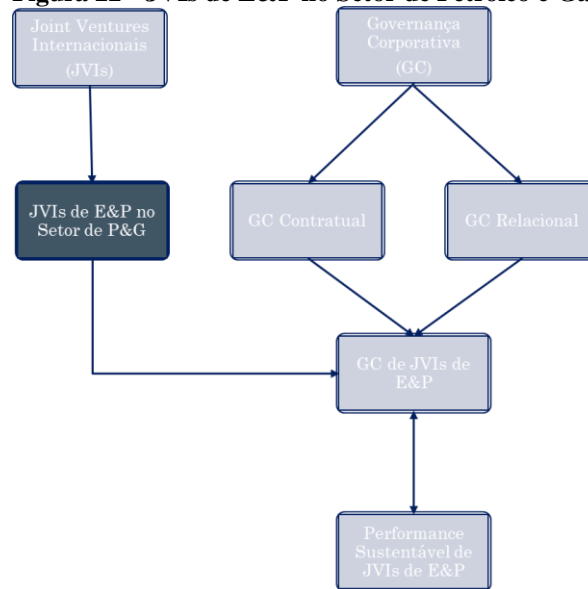 Joint Ventures
Internacionais
(JVIs)
Governança
Corporativa
(GC)
JVIs de E&P no
Setor de P&G
GC Contratual
GC Relacional
GC de JVIs de
E&P
Performance
Sustentável de
JVIs de E&P